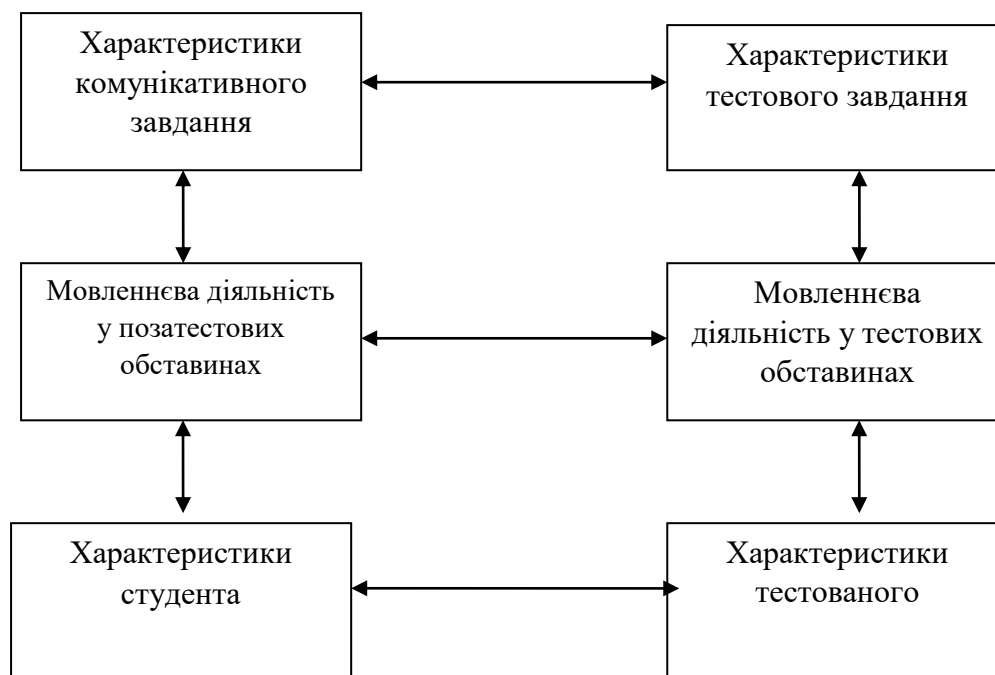 Характеристики
комунікативного
завдання
Характеристики
тестового завдання
Мовленнєва діяльність
у позатестових
обставинах
Мовленнєва
діяльність у тестових
обставинах
Характеристики
студента
Характеристики
тестованого